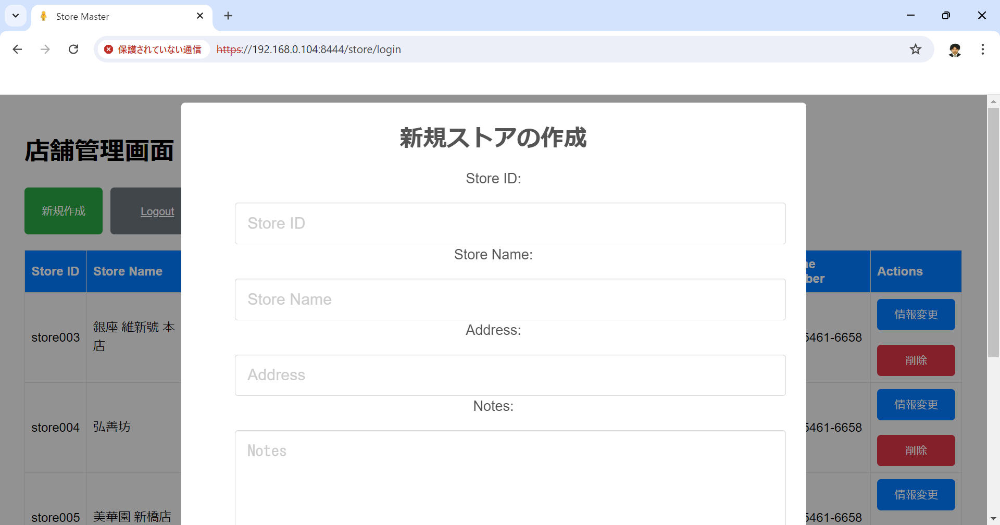 Store Master
保護されていない通信 https://192.168.0.104:8444/store/login
新規ストアの作成
店舗管理画面
Store ID:
新規作成 Logout
Store ID
Store Name:
Store ID Store Name
ber
Actions
Store Name
情報変更
Address:
銀座 維新號 本
店
store003
5461-6658
削除
Address
Notes:
情報変更
store004 弘善坊
5461-6658
Notes
削除
情報変更
store005 美華園 新橋店
5461-6658